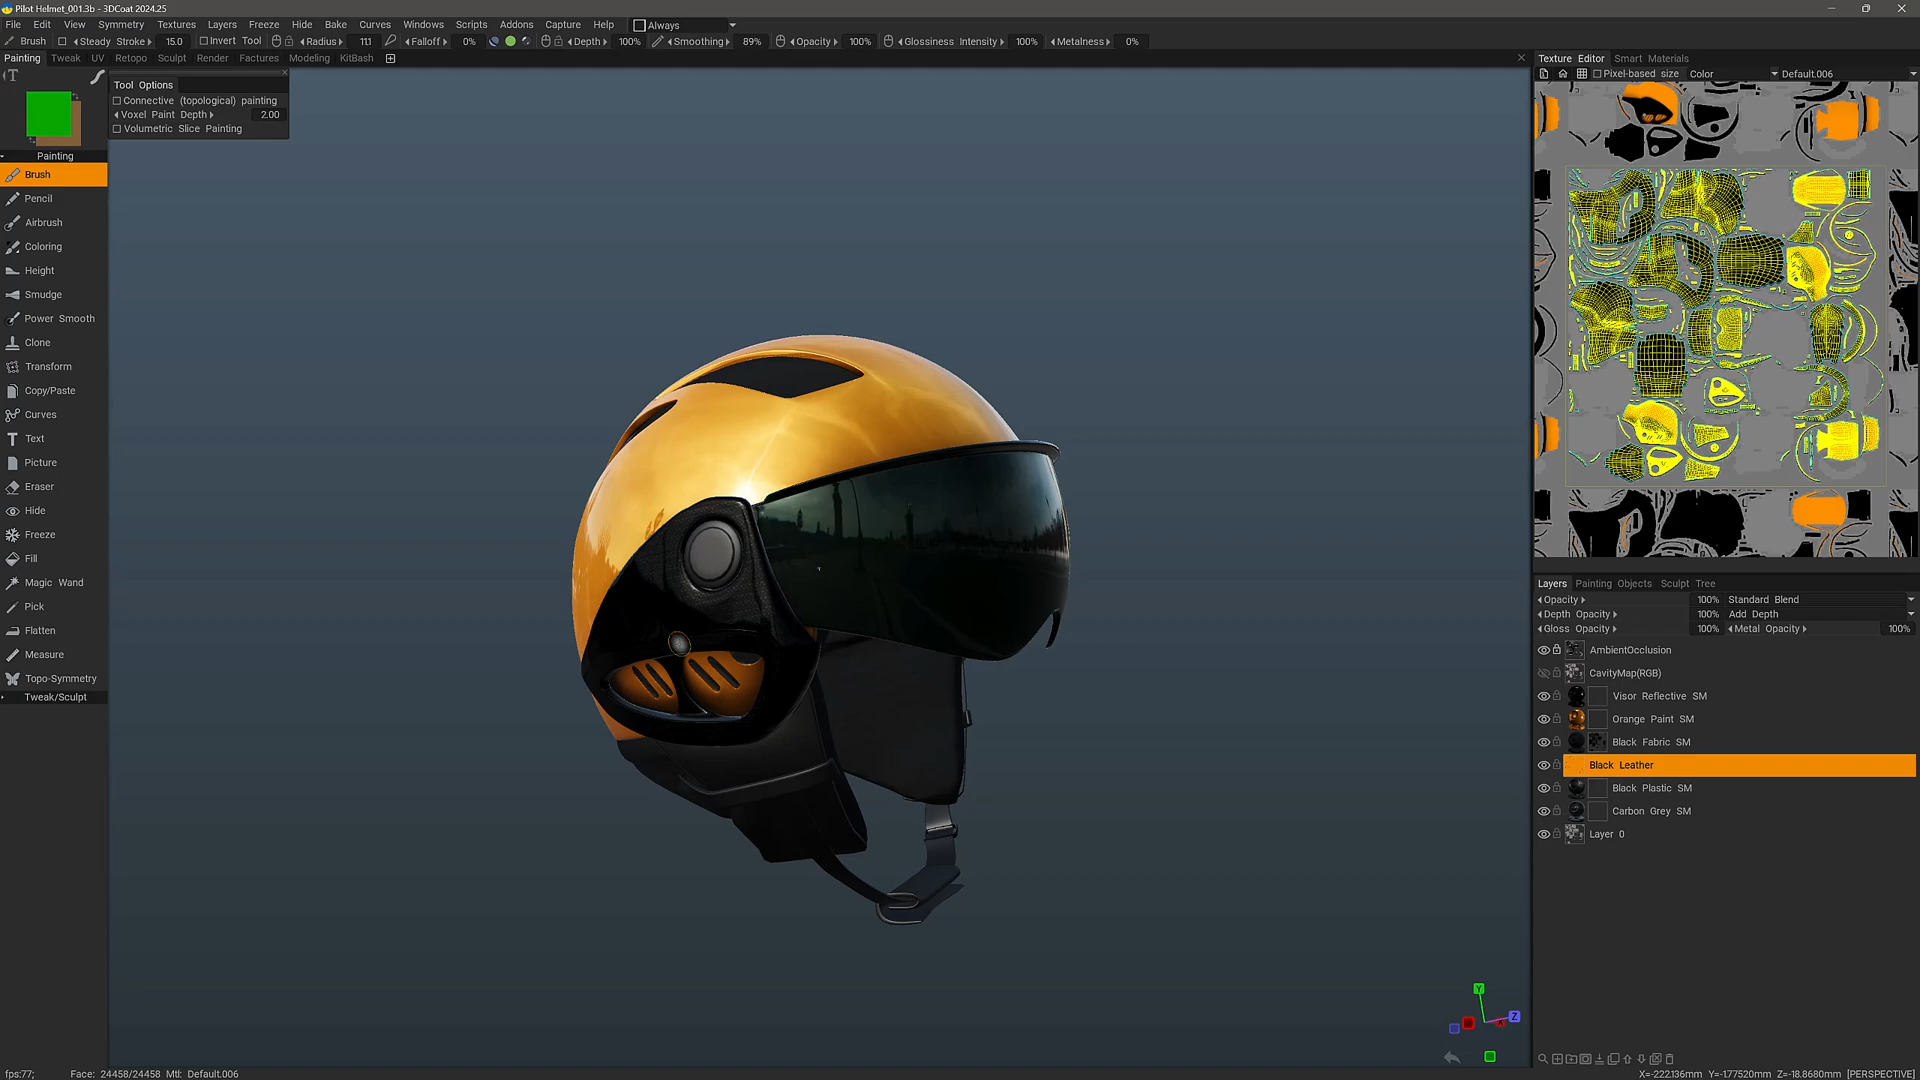 Pilot Helmet_001.3b - 3DCoat 2024.25
File Edit View Symmetry Textures Layers Freeze Hide Bake Curves Windows Scripts Addons Capture Help Always
Brush Steady Stroke 15.0 Invert Tool Radius 111 Falloff 0% Depth 100% Smoothing 89% Opacity 100% Glossiness Intensity 100% Metalness 0%
Painting Tweak UV Retopo Sculpt Render Factures Modeling KitBash
Texture Editor Smart Materials
Pixel-based size Color Default.006
T
Tool Options
Connective (topological) painting
Voxel Paint Depth 2.00
Volumetric Slice Painting
Painting
Brush
Pencil
Airbrush
Coloring
Height
Smudge
Power Smooth
Clone
Transform
Copy/Paste
Curves
Text
Picture
Eraser
Hide
Freeze
Fill
Magic Wand
Pick
Flatten
Measure
Topo-Symmetry
Tweak/Sculpt
Layers Painting Objects Sculpt Tree
Opacity 100% Standard Blend
Depth Opacity 100% Add Depth
Gloss Opacity 100% Metal Opacity 100%
AmbientOcclusion
CavityMap(RGB)
Visor Reflective SM
Orange Paint SM
Black Fabric SM
Black Leather
Black Plastic SM
Carbon Grey SM
Layer 0
Y
Z
fps:77; Face: 24458/24458 Mtl: Default.006
X=-222.136mm Y=-1.77520mm Z=-18.8680mm [PERSPECTIVE]